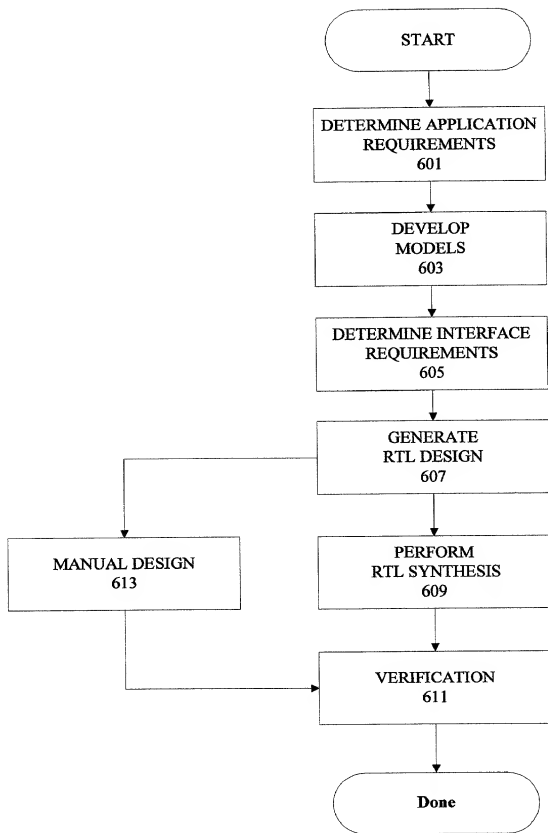 START
DETERMINE APPLICATION
REQUIREMENTS
601
DEVELOP
MODELS
603
DETERMINE INTERFACE
REQUIREMENTS
605
GENERATE
RTL DESIGN
607
MANUAL DESIGN
613
PERFORM
RTL SYNTHESIS
609
VERIFICATION
611
Done